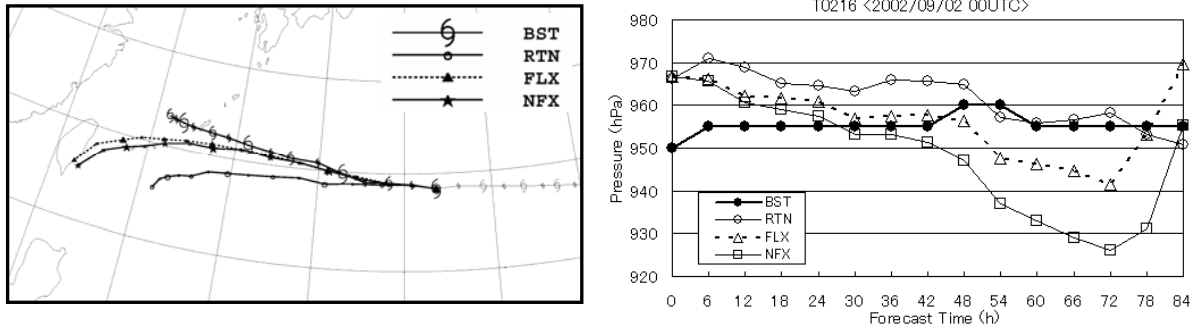 BST
RTN
FLX
NFX
T0216 <2002/09/02 00UTC>
Pressure (hPa)
980
970
960
950
940
930
920
BST
RTN
FLX
NFX
0 6 12 18 24 30 36 42 48 54 60 66 72 78 84
Forecast Time (h)